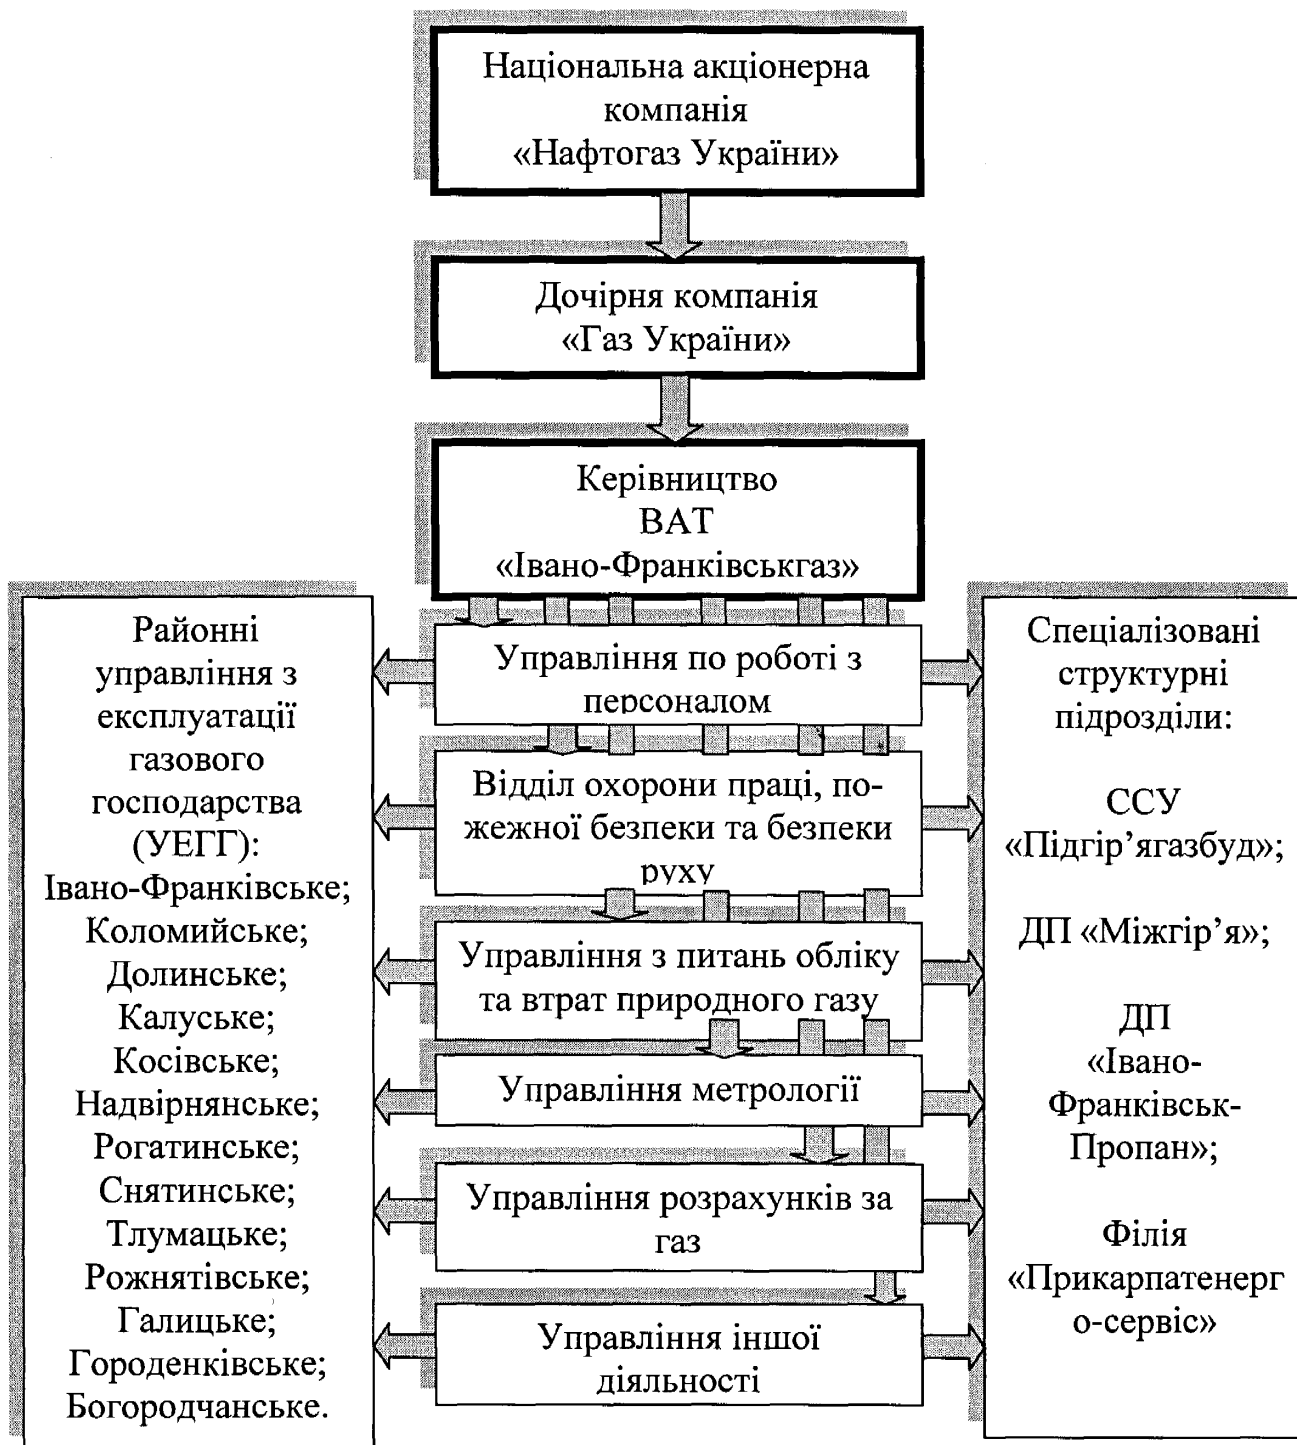 Національна акціонерна
компанія
«Нафтогаз України»
Дочірня компанія
«Газ України»
Керівництво
ВАТ
«Івано-Франківськгаз»
Районні
управління з
експлуатації
газового
господарства
(УЕГГ):
Івано-Франківське;
Коломийське;
Долинське;
Калуське;
Косівське;
Надвірнянське;
Рогатинське;
Снятинське;
Тлумацьке;
Рожнятівське;
Галицьке;
Городенківське;
Богородчанське.
Управління по роботі з
персоналом
Відділ охорони праці, по-
жежної безпеки та безпеки
руху
Управління з питань обліку
та втрат природного газу
Управління метрології
Управління розрахунків за
газ
Управління іншої
діяльності
Спеціалізовані
структурні
підрозділи:
ССУ
«Підгір’ягазбуд»;
ДП «Міжгір’я»;
ДП
«Івано-
Франківськ-
Пропан»;
Філія
«Прикарпатенерг
о-сервіс»